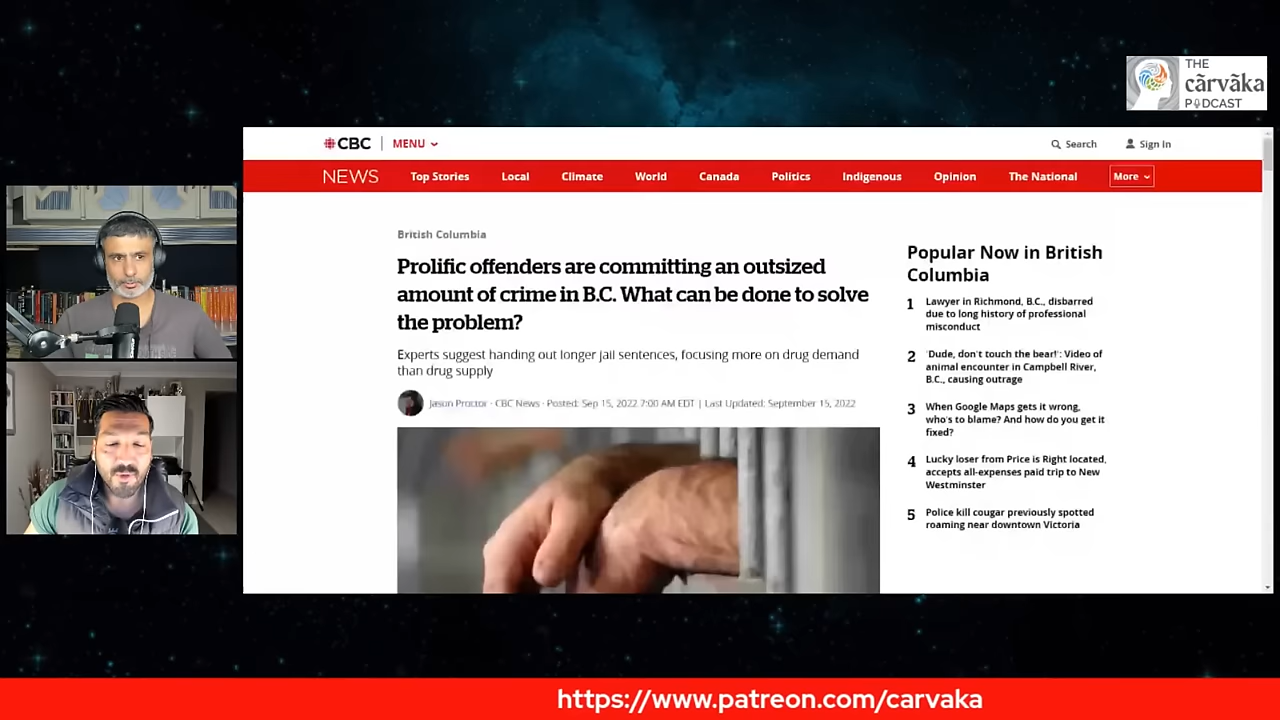 THE
cãrvãka
PODCAST
CBC
MENU
Search
Sign In
NEWS
Top Stories
Local
Climate
World
Canada
Politics
Indigenous
Opinion
The National
More
British Columbia
Prolific offenders are committing an outsized
amount of crime in B.C. What can be done to solve
the problem?
Experts suggest handing out longer jail sentences, focusing more on drug demand
than drug supply
Jason Proctor · CBC News · Posted: Sep 15, 2022 7:00 AM EDT | Last Updated: September 15, 2022
Popular Now in British
Columbia
1 Lawyer in Richmond, B.C., disbarred
due to long history of professional
misconduct
2 'Dude, don't touch the bear!': Video of
animal encounter in Campbell River,
B.C., causing outrage
3 When Google Maps gets it wrong,
who's to blame? And how do you get it
fixed?
4 Lucky loser from Price is Right located,
accepts all-expenses paid trip to New
Westminster
5 Police kill cougar previously spotted
roaming near downtown Victoria
https://www.patreon.com/carvaka